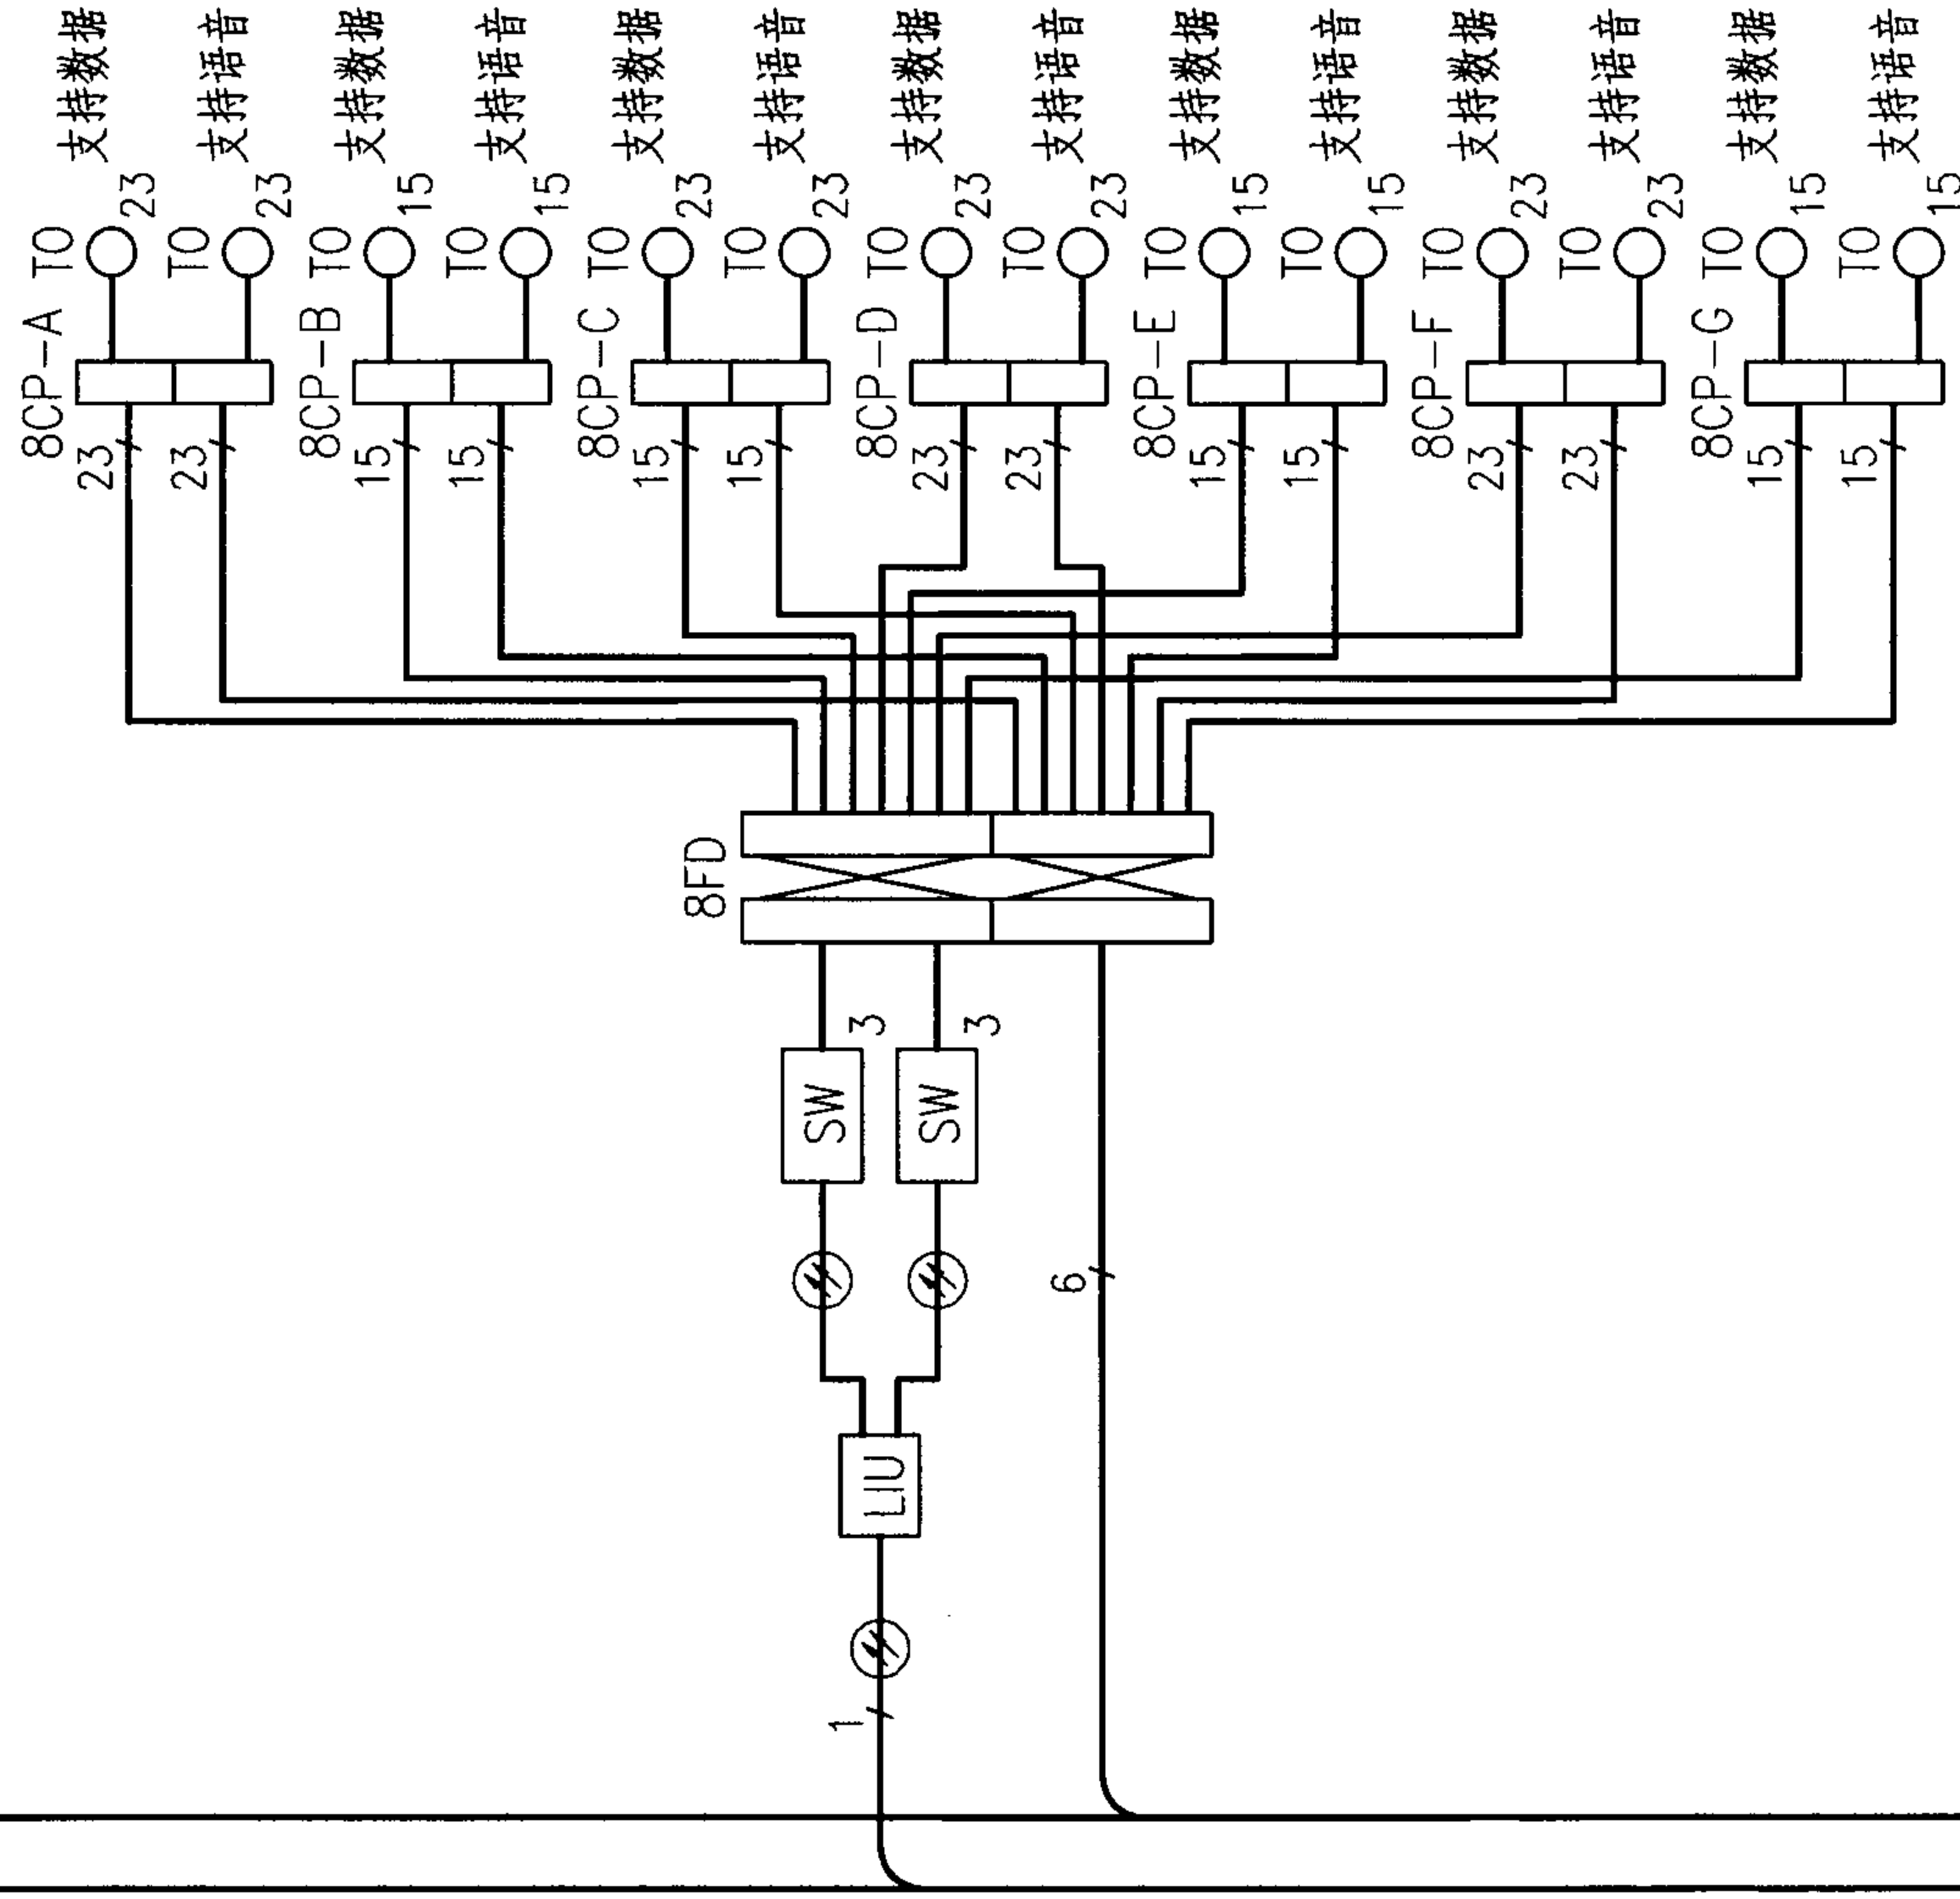 8CP-A
TO
23
23
支持数据
TO
23
23
支持语音
8CP-B
TO
15
15
支持数据
TO
15
15
支持语音
8CP-C
TO
15
23
支持数据
TO
15
23
支持语音
8CP-D
TO
23
23
支持数据
TO
23
23
支持语音
8CP-E
TO
15
15
支持数据
TO
15
15
支持语音
8CP-F
TO
23
23
支持数据
TO
23
23
支持语音
8CP-G
TO
15
15
支持数据
TO
15
15
支持语音
8FD
SW
3
SW
3
LIU
1
6